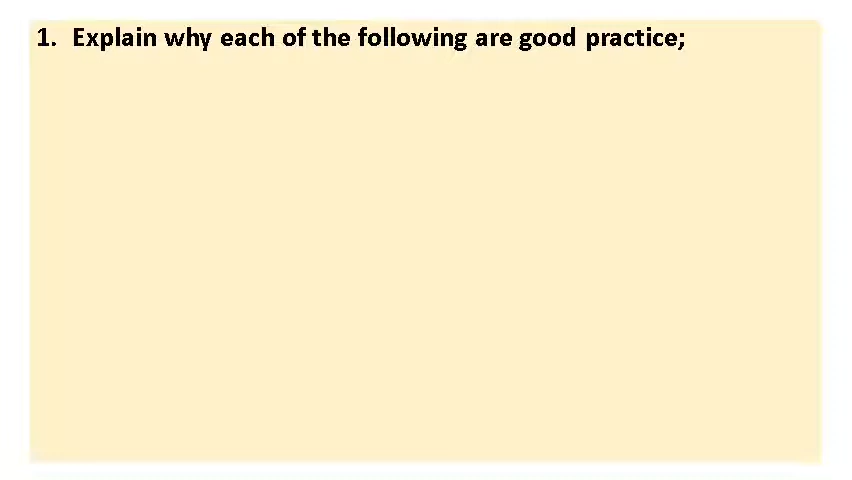 1. Explain why each of the following are good practice;